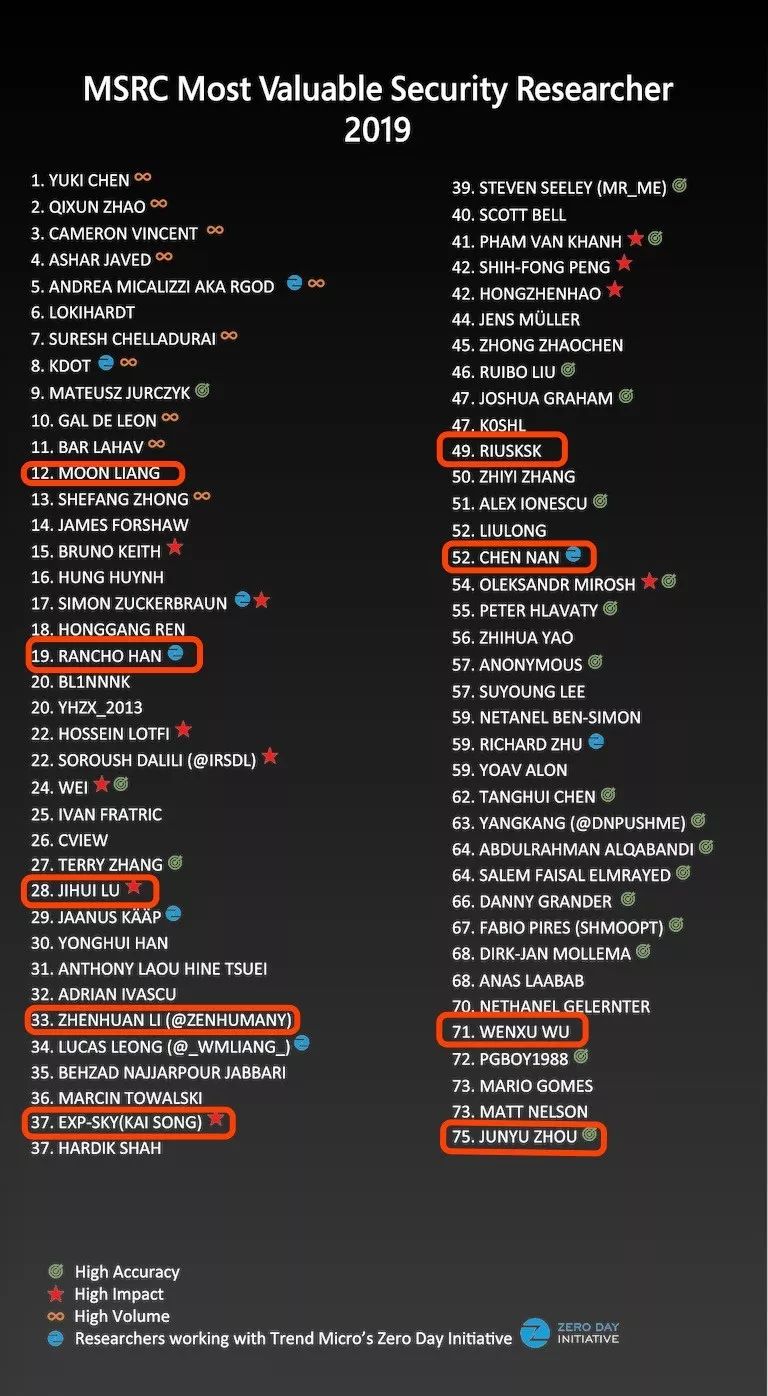 MSRC Most Valuable Security Researcher
2019
1. YUKI CHEN
2. QIXUN ZHAO
3. CAMERON VINCENT
4. ASHAR JAVED
5. ANDREA MICALIZZI AKA RGOD
6. LOKIHARDT
7. SURESH CHELLADURAI
8. KDOT
9. MATEUSZ JURCZYK
10. GAL DE LEON
11. BAR LAHAV
12. MOON LIANG
13. SHEFANG ZHONG
14. JAMES FORSHAW
15. BRUNO KEITH
16. HUNG HUYNH
17. SIMON ZUCKERBRAUN
18. HONGGANG REN
19. RANCHO HAN
20. BL1NNNK
20. YHZX_2013
22. HOSSEIN LOTFI
22. SOROUSH DALILI (@IRSDL)
24. WEI
25. IVAN FRATRIC
26. CVIEW
27. TERRY ZHANG
28. JIHUI LU
29. JAANUS KÄÄP
30. YONGHUI HAN
31. ANTHONY LAOU HINE TSUEI
32. ADRIAN IVASCU
33. ZHENHUAN LI (@ZENHUMANY)
34. LUCAS LEONG (@_WMLIANG_)
35. BEHZAD NAJJARPOUR JABBARI
36. MARCIN TOWALSKI
37. EXP-SKY(KAI SONG)
37. HARDIK SHAH
39. STEVEN SEELEY (MR_ME)
40. SCOTT BELL
41. PHAM VAN KHANH
42. SHIH-FONG PENG
42. HONGZHENHAO
44. JENS MÜLLER
45. ZHONG ZHAOCHEN
46. RUIBO LIU
47. JOSHUA GRAHAM
47. K0SHL
49. RIUSKSK
50. ZHIYI ZHANG
51. ALEX IONESCU
52. LIULONG
52. CHEN NAN
54. OLEKSANDR MIROSH
55. PETER HLAVATY
56. ZHIHUA YAO
57. ANONYMOUS
57. SUYOUNG LEE
59. NETANEL BEN-SIMON
59. RICHARD ZHU
59. YOAV ALON
62. TANGHUI CHEN
63. YANGKANG (@DNPUSHME)
64. ABDULRAHMAN ALQABANDI
64. SALEM FAISAL ELMRAYED
66. DANNY GRANDER
67. FABIO PIRES (SHMOOPT)
68. DIRK-JAN MOLLEMA
68. ANAS LAABAB
70. NETHANEL GELERNTER
71. WENXU WU
72. PGBOY1988
73. MARIO GOMES
73. MATT NELSON
75. JUNYU ZHOU
High Accuracy
High Impact
High Volume
Researchers working with Trend Micro's Zero Day Initiative
ZERO DAY
INITIATIVE